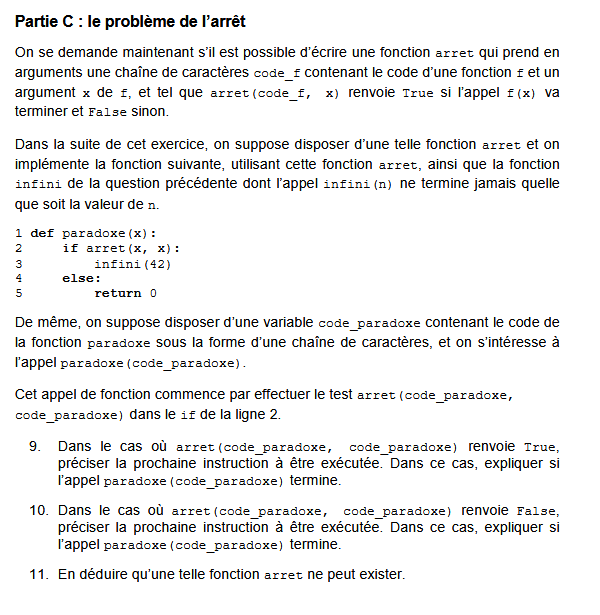 Partie C : le problème de l’arrêt
On se demande maintenant s’il est possible d’écrire une fonction arret qui prend en
arguments une chaîne de caractères code_f contenant le code d’une fonction f et un
argument x de f, et tel que arret(code_f, x) renvoie True si l’appel f(x) va
terminer et False sinon.
Dans la suite de cet exercice, on suppose disposer d’une telle fonction arret et on
implémente la fonction suivante, utilisant cette fonction arret, ainsi que la fonction
infini de la question précédente dont l’appel infini(n) ne termine jamais quelle
que soit la valeur de n.
1 def paradoxe(x):
2     if arret(x, x):
3         infini(42)
4     else:
5         return 0
De même, on suppose disposer d’une variable code_paradoxe contenant le code de
la fonction paradoxe sous la forme d’une chaîne de caractères, et on s’intéresse à
l’appel paradoxe(code_paradoxe).
Cet appel de fonction commence par effectuer le test arret(code_paradoxe,
code_paradoxe) dans le if de la ligne 2.
9. Dans le cas où arret(code_paradoxe, code_paradoxe) renvoie True,
préciser la prochaine instruction à être exécutée. Dans ce cas, expliquer si
l’appel paradoxe(code_paradoxe) termine.
10. Dans le cas où arret(code_paradoxe, code_paradoxe) renvoie False,
préciser la prochaine instruction à être exécutée. Dans ce cas, expliquer si
l’appel paradoxe(code_paradoxe) termine.
11. En déduire qu’une telle fonction arret ne peut exister.